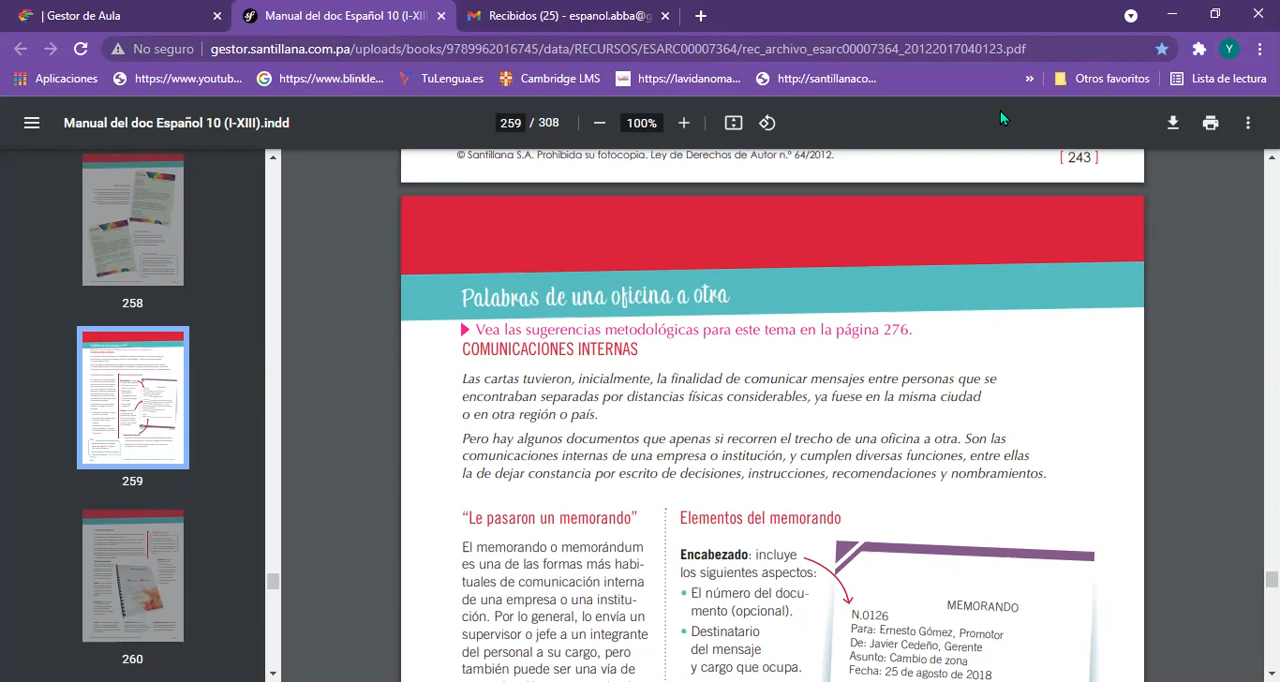 | Gestor de Aula
Manual del doc Español 10 (I-XI
Recibidos (25) - espanol.abba@g
No seguro
gestor.santillana.com.pa/uploads/books/9789962016745/data/RECURSOS/ESARC00007364/rec_archivo_esarc00007364_20122017040123.pdf
Y
Aplicaciones
https://www.youtub...
https://www.blinkle...
TuLengua.es
Cambridge LMS
https://lavidanoma...
http://santillanaco...
»
Otros favoritos
Lista de lectura
Manual del doc Español 10 (I-XIII).indd
259 / 308
100%
258
259
260
© Santillana S.A. Prohibida su fotocopia. Ley de Derechos de Autor n.º 64/2012.
[ 243 ]
Palabras de una oficina a otra
Vea las sugerencias metodológicas para este tema en la página 276.
COMUNICACIONES INTERNAS
Las cartas tuvieron, inicialmente, la finalidad de comunicar mensajes entre personas que se
encontraban separadas por distancias físicas considerables, ya fuese en la misma ciudad
o en otra región o país.
Pero hay algunos documentos que apenas si recorren el trecho de una oficina a otra. Son las
comunicaciones internas de una empresa o institución, y cumplen diversas funciones, entre ellas
la de dejar constancia por escrito de decisiones, instrucciones, recomendaciones y nombramientos.
"Le pasaron un memorando"
El memorando o memorándum
es una de las formas más habi-
tuales de comunicación interna
de una empresa o una institu-
ción. Por lo general, lo envía un
supervisor o jefe a un integrante
del personal a su cargo, pero
también puede ser una vía de
Elementos del memorando
Encabezado: incluye
los siguientes aspectos:
• El número del docu-
mento (opcional).
• Destinatario
del mensaje
y cargo que ocupa.
MEMORANDO
N.0126
Para: Ernesto Gómez, Promotor
De: Javier Cedeño, Gerente
Asunto: Cambio de zona
Fecha: 25 de agosto de 2018